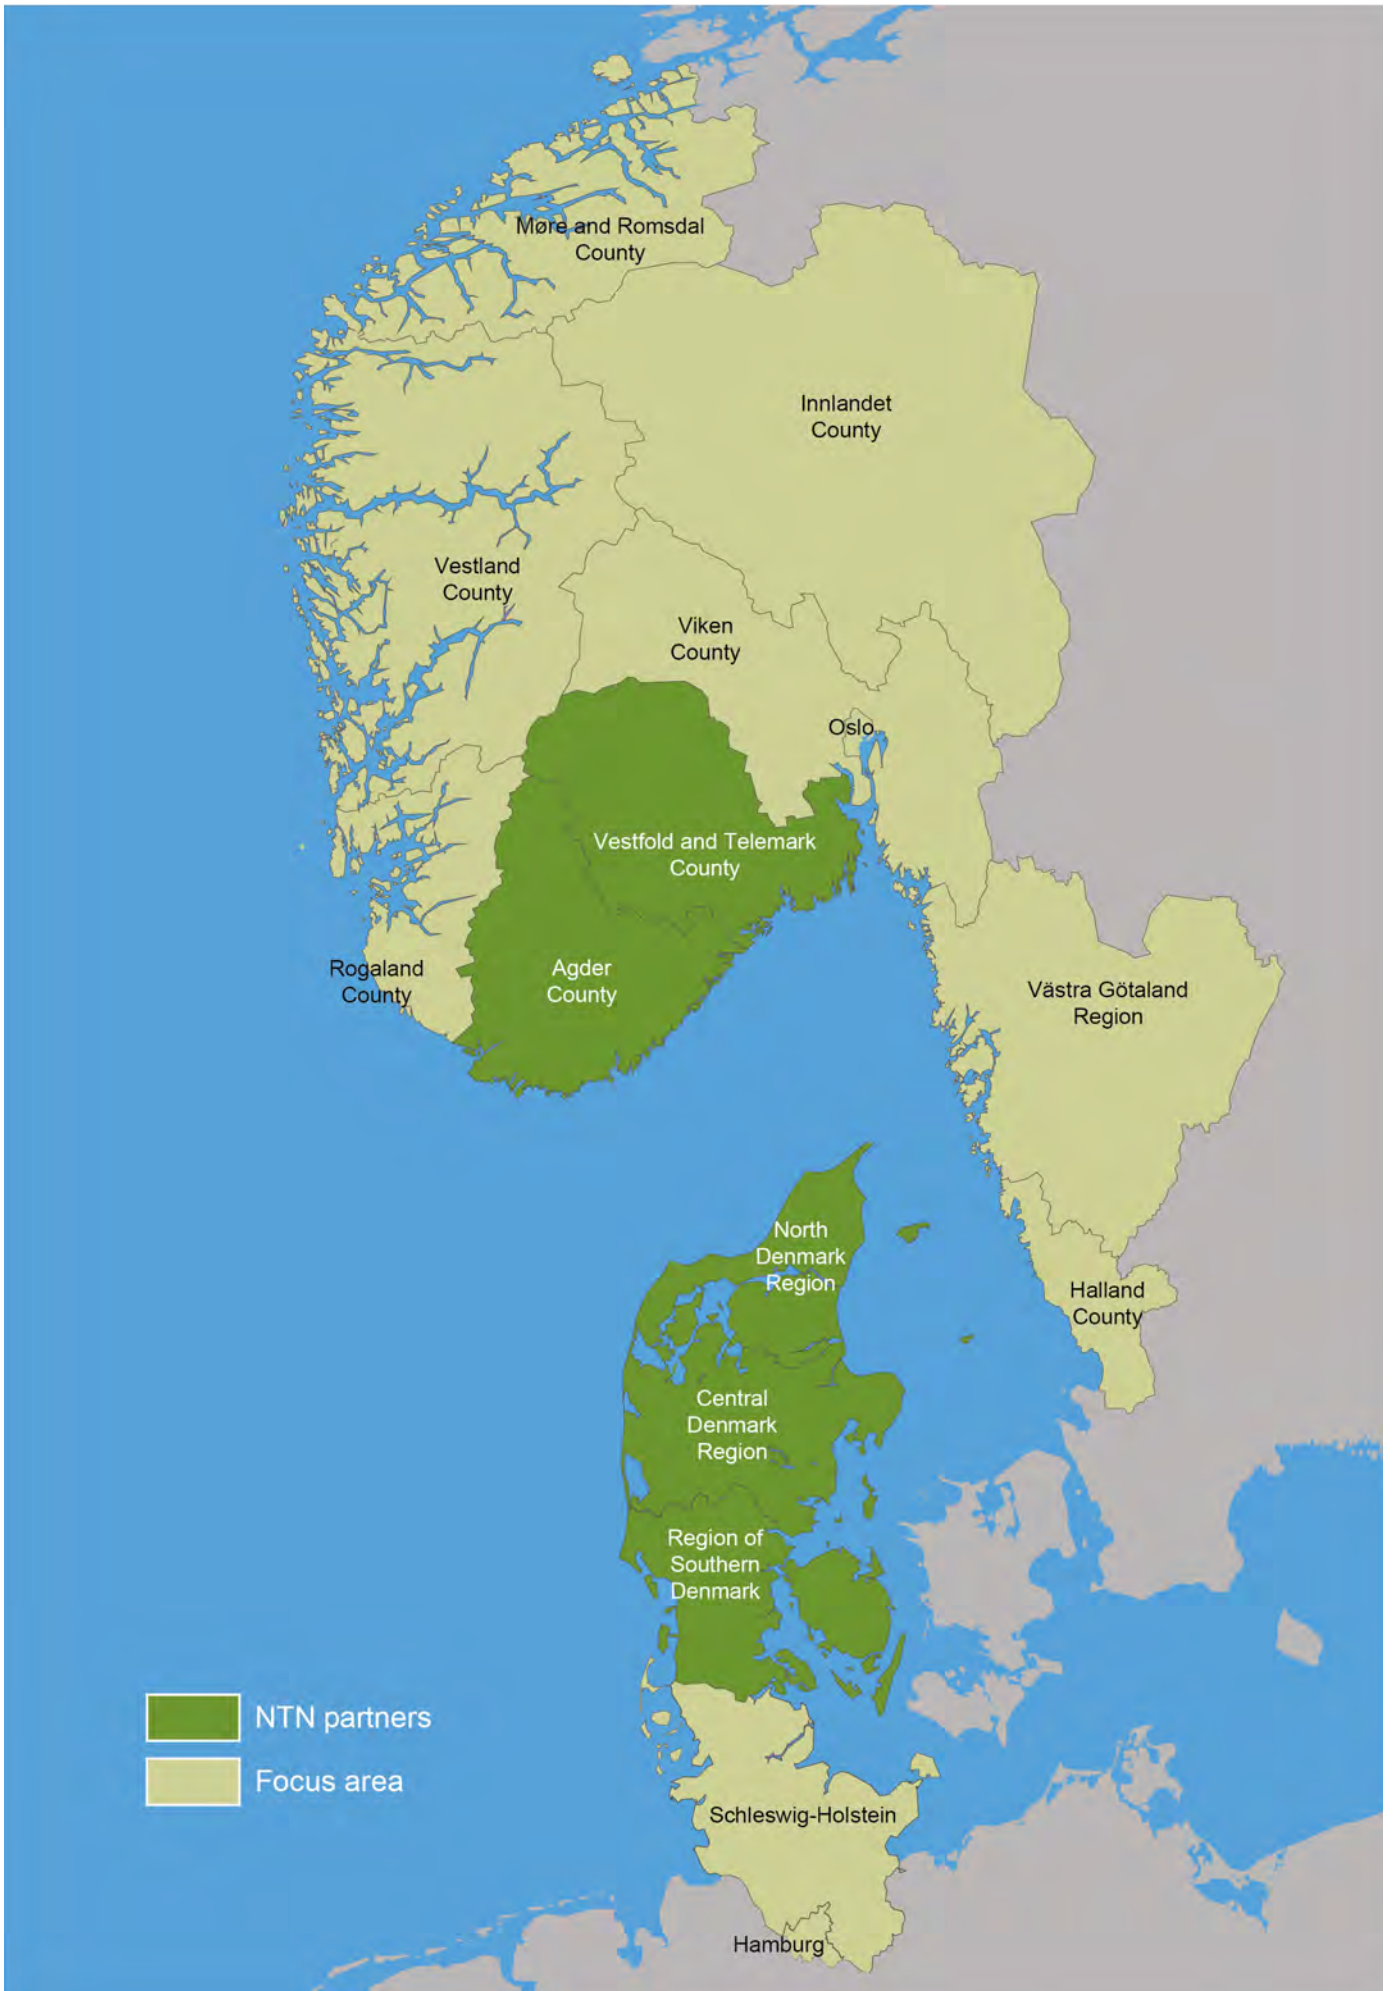 Møre and Romsdal
County
Innlandet
County
Vestland
County
Viken
County
Oslo
Vestfold and Telemark
County
Rogaland
County
Agder
County
Västra Götaland
Region
North
Denmark
Region
Halland
County
Central
Denmark
Region
Region of
Southern
Denmark
NTN partners
Focus area
Schleswig-Holstein
Hamburg